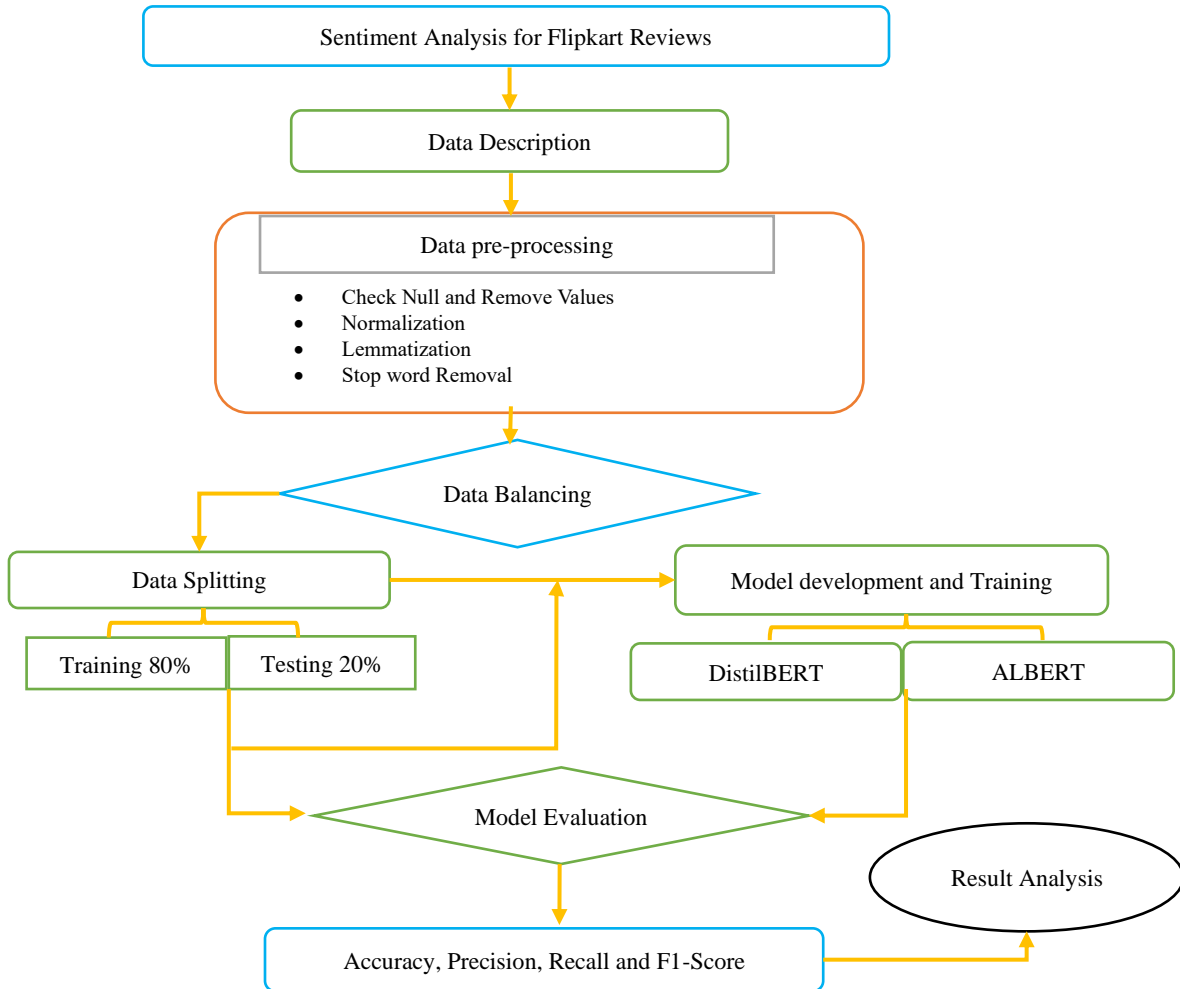 Sentiment Analysis for Flipkart Reviews
Data Description
Data pre-processing
• Check Null and Remove Values
• Normalization
• Lemmatization
• Stop word Removal
Data Balancing
Data Splitting
Model development and Training
Training 80%
Testing 20%
DistilBERT
ALBERT
Model Evaluation
Result Analysis
Accuracy, Precision, Recall and F1-Score